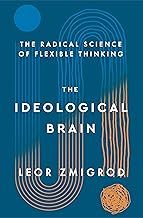 THE RADICAL SCIENCE
OF FLEXIBLE THINKING
THE
IDEOLOGICAL
BRAIN
LEOR ZMIGROD